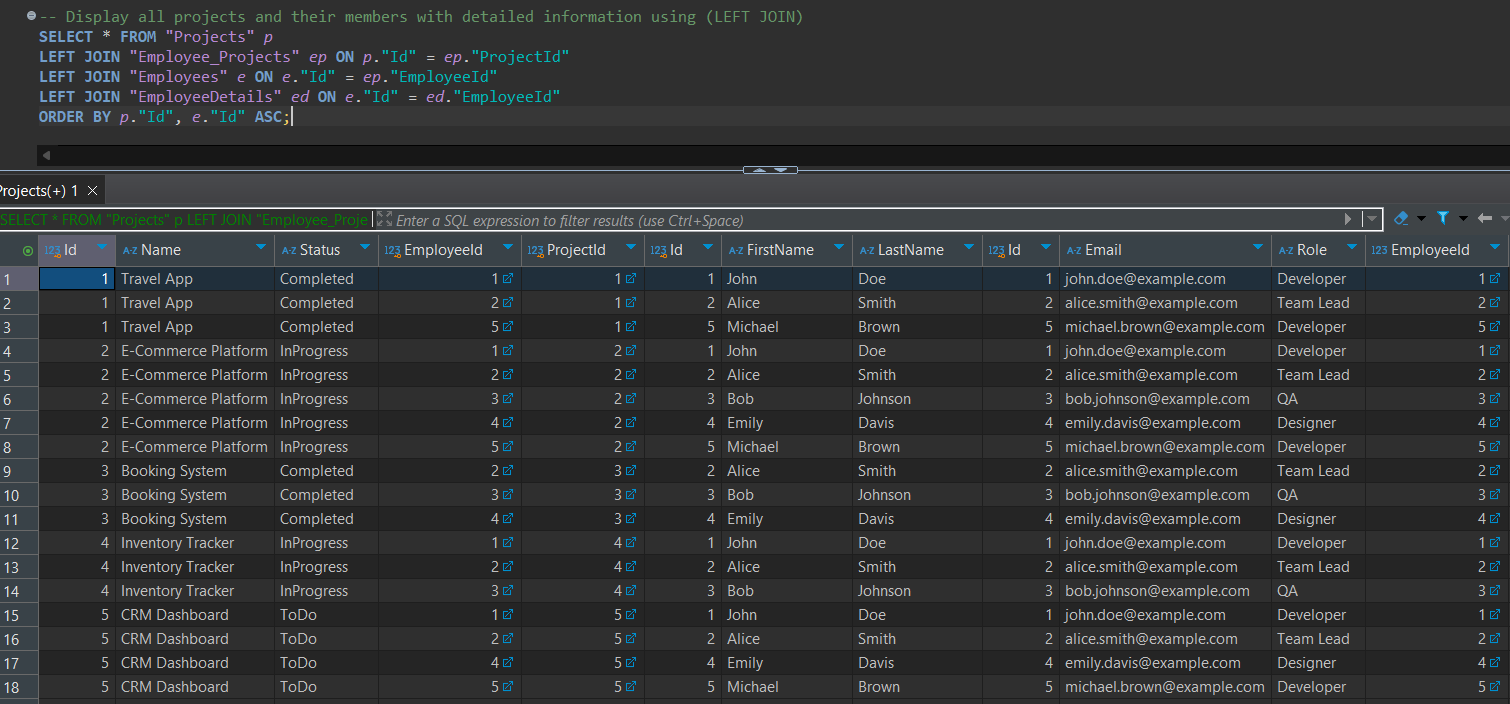 -- Display all projects and their members with detailed information using (LEFT JOIN)
SELECT * FROM "Projects" p
LEFT JOIN "Employee_Projects" ep ON p."Id" = ep."ProjectId"
LEFT JOIN "Employees" e ON e."Id" = ep."EmployeeId"
LEFT JOIN "EmployeeDetails" ed ON e."Id" = ed."EmployeeId"
ORDER BY p."Id", e."Id" ASC;
Projects(+) 1
SELECT * FROM "Projects" p LEFT JOIN "Employee_Proje Enter a SQL expression to filter results (use Ctrl+Space)
123 Id A-Z Name A-Z Status 123 EmployeeId 123 ProjectId 123 Id A-Z FirstName A-Z LastName 123 Id A-Z Email A-Z Role 123 EmployeeId
1 1 Travel App Completed 1 1 1 John Doe 1 john.doe@example.com Developer 1
2 1 Travel App Completed 2 1 2 Alice Smith 2 alice.smith@example.com Team Lead 2
3 1 Travel App Completed 5 1 5 Michael Brown 5 michael.brown@example.com Developer 5
4 2 E-Commerce Platform InProgress 1 2 1 John Doe 1 john.doe@example.com Developer 1
5 2 E-Commerce Platform InProgress 2 2 2 Alice Smith 2 alice.smith@example.com Team Lead 2
6 2 E-Commerce Platform InProgress 3 2 3 Bob Johnson 3 bob.johnson@example.com QA 3
7 2 E-Commerce Platform InProgress 4 2 4 Emily Davis 4 emily.davis@example.com Designer 4
8 2 E-Commerce Platform InProgress 5 2 5 Michael Brown 5 michael.brown@example.com Developer 5
9 3 Booking System Completed 2 3 2 Alice Smith 2 alice.smith@example.com Team Lead 2
10 3 Booking System Completed 3 3 3 Bob Johnson 3 bob.johnson@example.com QA 3
11 3 Booking System Completed 4 3 4 Emily Davis 4 emily.davis@example.com Designer 4
12 4 Inventory Tracker InProgress 1 4 1 John Doe 1 john.doe@example.com Developer 1
13 4 Inventory Tracker InProgress 2 4 2 Alice Smith 2 alice.smith@example.com Team Lead 2
14 4 Inventory Tracker InProgress 3 4 3 Bob Johnson 3 bob.johnson@example.com QA 3
15 5 CRM Dashboard ToDo 1 5 1 John Doe 1 john.doe@example.com Developer 1
16 5 CRM Dashboard ToDo 2 5 2 Alice Smith 2 alice.smith@example.com Team Lead 2
17 5 CRM Dashboard ToDo 4 5 4 Emily Davis 4 emily.davis@example.com Designer 4
18 5 CRM Dashboard ToDo 5 5 5 Michael Brown 5 michael.brown@example.com Developer 5